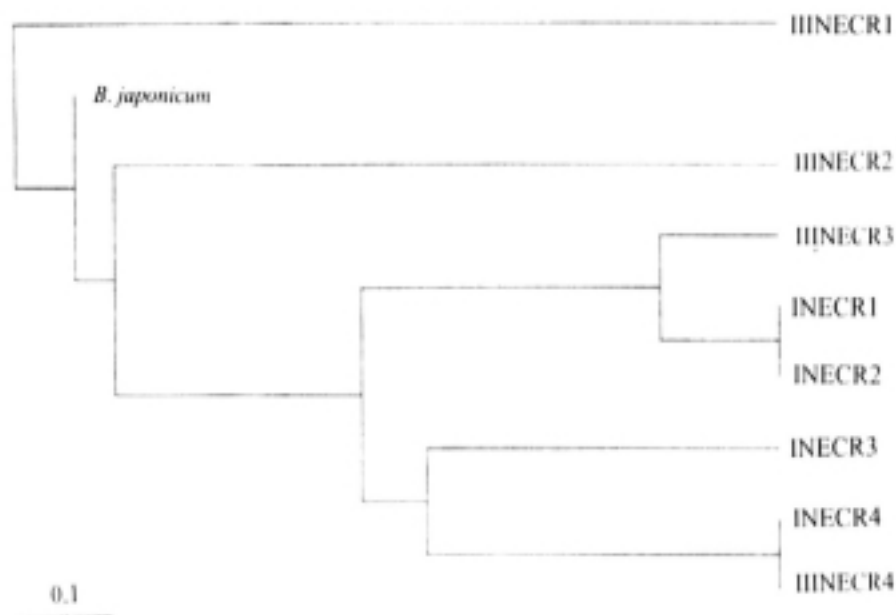 IIINECR1
B. japonicum
IIINECR2
IIINECR3
INECR1
INECR2
INECR3
INECR4
IIINECR4
0.1